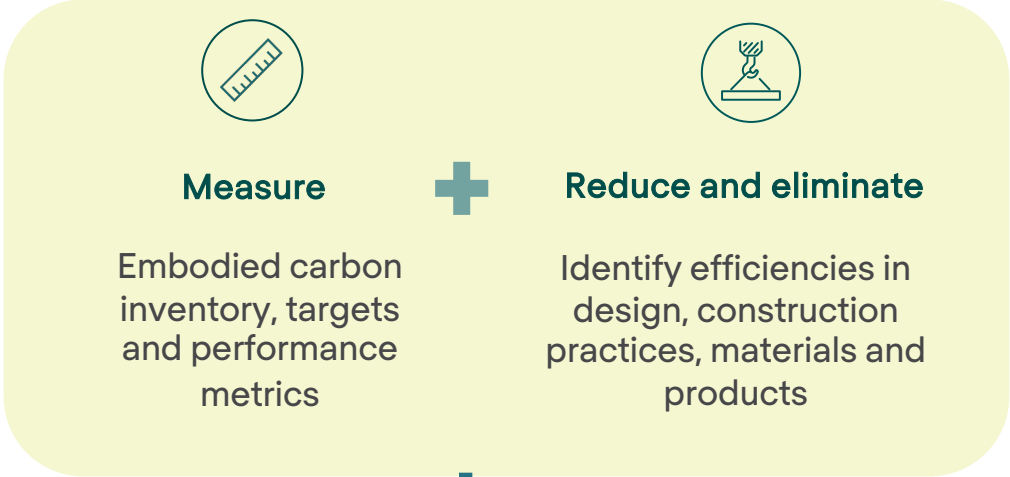 Measure
Embodied carbon
inventory, targets
and performance
metrics
Reduce and eliminate
Identify efficiencies in
design, construction
practices, materials and
products